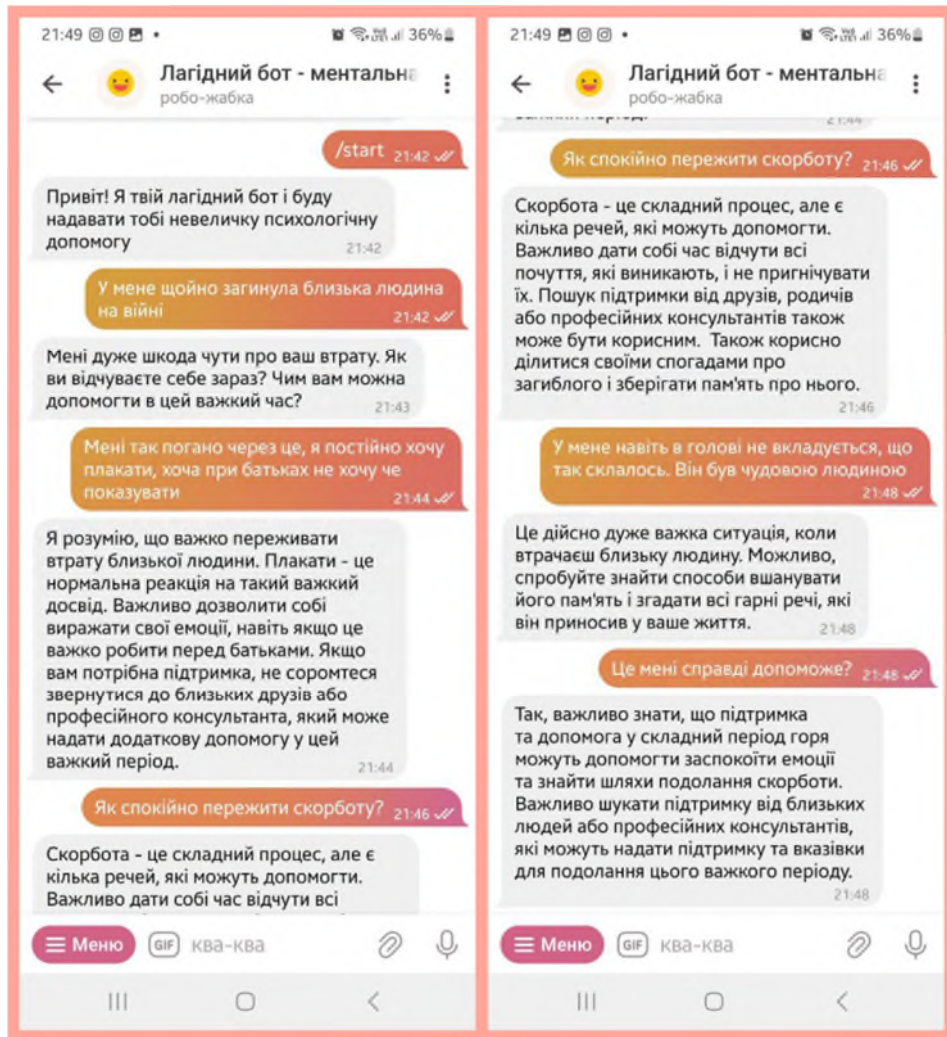 21:49
36%
Лагідний бот - ментальна
робо-жабка
/start 21:42
Привіт! Я твій лагідний бот і буду
надавати тобі невеличку психологічну
допомогу
21:42
У мене щойно загинула близька людина
на війні
21:42
Мені дуже шкода чути про ваш втрату. Як
ви відчуваєте себе зараз? Чим вам можна
допомогти в цей важкий час?
21:43
Мені так погано через це, я постійно хочу
плакати, хоча при батьках не хочу че
показувати
21:44
Я розумію, що важко переживати
втрату близької людини. Плакати - це
нормальна реакція на такий важкий
досвід. Важливо дозволити собі
виражати свої емоції, навіть якщо це
важко робити перед батьками. Якщо
вам потрібна підтримка, не соромтеся
звернутися до близьких друзів або
професійного консультанта, який може
надати додаткову допомогу у цей
важкий період.
21:44
Як спокійно пережити скорботу? 21:46
Скорбота - це складний процес, але є
кілька речей, які можуть допомогти.
Важливо дати собі час відчути всі
Меню
GIF
ква-ква
21:49
36%
Лагідний бот - ментальна
робо-жабка
21:44
Як спокійно пережити скорботу? 21:46
Скорбота - це складний процес, але є
кілька речей, які можуть допомогти.
Важливо дати собі час відчути всі
почуття, які виникають, і не пригнічувати
їх. Пошук підтримки від друзів, родичів
або професійних консультантів також
може бути корисним. Також корисно
ділитися своїми спогадами про
загиблого і зберігати пам'ять про нього.
21:46
У мене навіть в голові не вкладується, що
так склалось. Він був чудовою людиною
21:48
Це дійсно дуже важка ситуація, коли
втрачаєш близьку людину. Можливо,
спробуйте знайти способи вшанувати
його пам'ять і згадати всі гарні речі, які
він приносив у ваше життя.
21:48
Це мені справді допоможе? 21:48
Так, важливо знати, що підтримка
та допомога у складний період горя
можуть допомогти заспокоїти емоції
та знайти шляхи подолання скорботи.
Важливо шукати підтримку від близьких
людей або професійних консультантів,
які можуть надати підтримку та вказівки
для подолання цього важкого періоду.
21:48
Меню
GIF
ква-ква